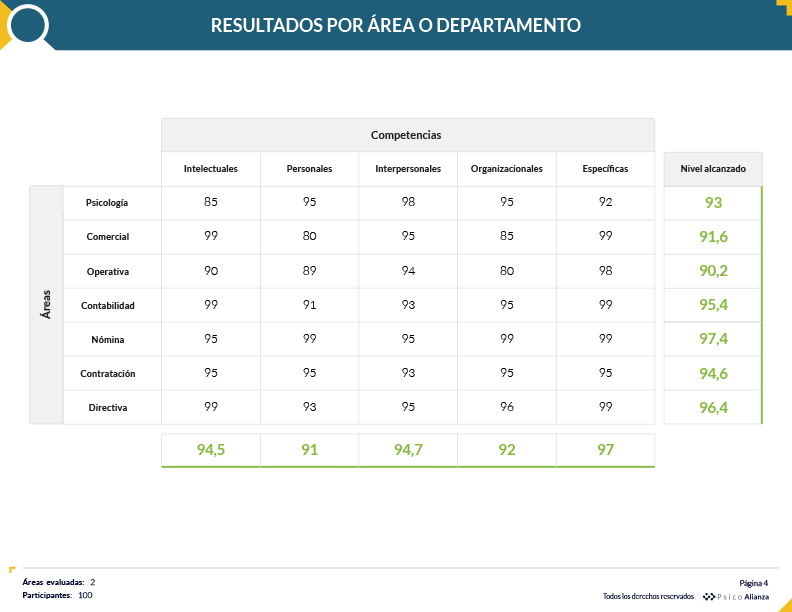 RESULTADOS POR ÁREA O DEPARTAMENTO
Competencias
Intelectuales Personales Interpersonales Organizacionales Específicas Nivel alcanzado
Áreas
Psicología 85 95 98 95 92 93
Comercial 99 80 95 85 99 91,6
Operativa 90 89 94 80 98 90,2
Contabilidad 99 91 93 95 99 95,4
Nómina 95 99 95 99 99 97,4
Contratación 95 95 93 95 95 94,6
Directiva 99 93 95 96 99 96,4
94,5 91 94,7 92 97
Áreas evaluadas: 2
Participantes: 100
Página 4
Todos los derechos reservados PsicoAlianza